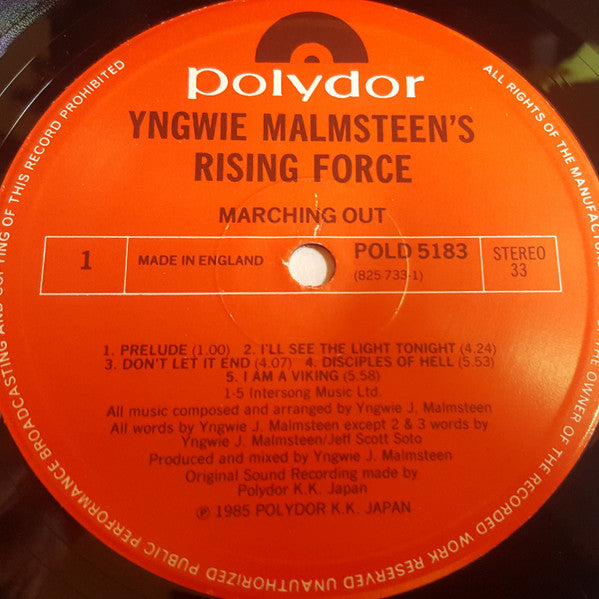 polydor
YNGWIE MALMSTEEN'S
RISING FORCE
MARCHING OUT
1
MADE IN ENGLAND
POLD 5183
(825 733-1)
STEREO
33
1. PRELUDE (1.00) 2. I'LL SEE THE LIGHT TONIGHT (4.24)
3. DON'T LET IT END (4.07) 4. DISCIPLES OF HELL (5.53)
5. I AM A VIKING (5.58)
1-5 Intersong Music Ltd.
All music composed and arranged by Yngwie J. Malmsteen
All words by Yngwie J. Malmsteen except 2 & 3 words by
Yngwie J. Malmsteen/Jeff Scott Soto
Produced and mixed by Yngwie J. Malmsteen
Original Sound Recording made by
Polydor K.K. Japan
℗ 1985 POLYDOR K.K. JAPAN
ALL RIGHTS OF THE MANUFACTURE OF THE OWNER OF THE RECORDED WORK RESERVED UNAUTHORIZED PUBLIC PERFORMANCE BROADCASTING AND COPYING OF THIS RECORD PROHIBITED